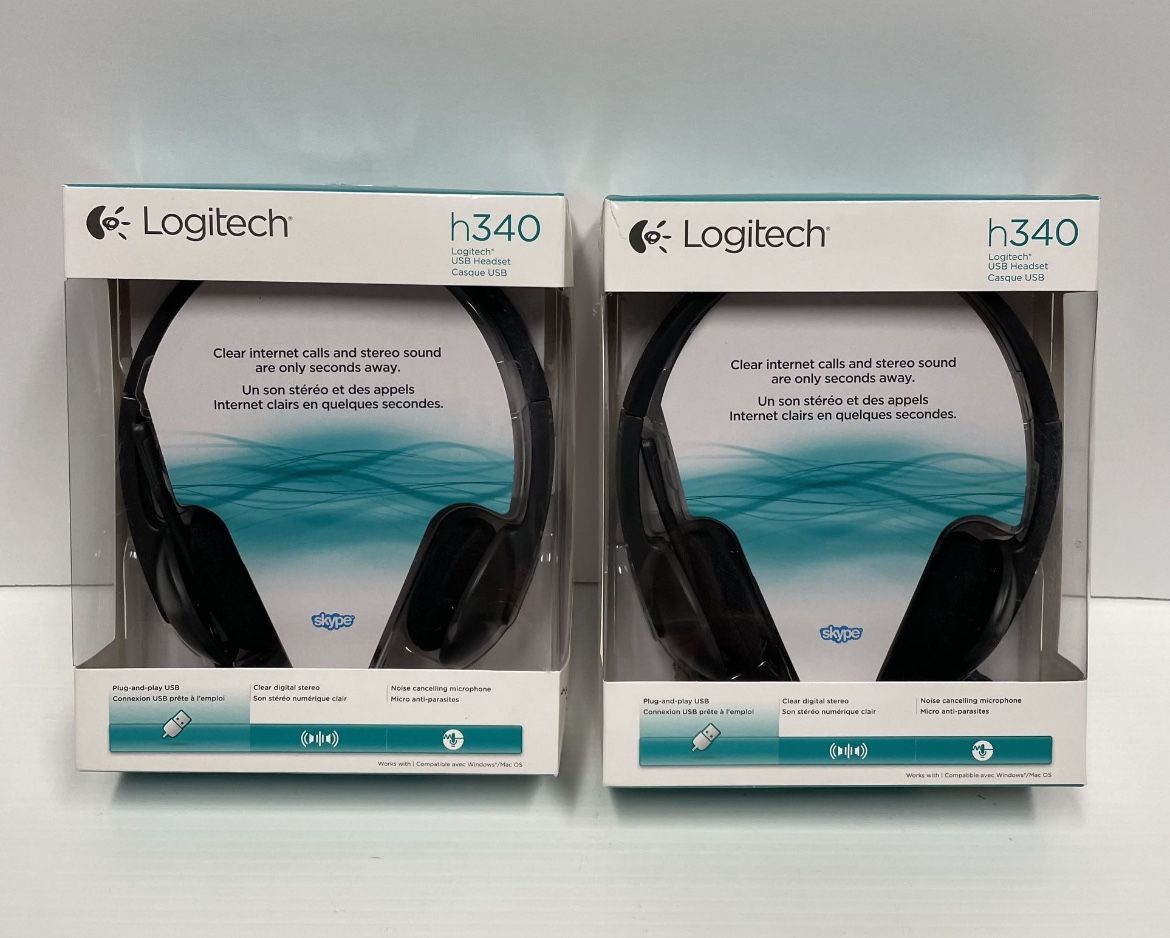 Logitech
h340
Logitech®
USB Headset
Casque USB
Clear internet calls and stereo sound
are only seconds away.
Un son stéréo et des appels
Internet clairs en quelques secondes.
skype
Plug-and-play USB
Connexion USB prête à l'emploi
Clear digital stereo
Son stéréo numérique clair
Noise cancelling microphone
Micro anti-parasites
Works with | Compatible avec Windows®/Mac OS
Logitech
h340
Logitech®
USB Headset
Casque USB
Clear internet calls and stereo sound
are only seconds away.
Un son stéréo et des appels
Internet clairs en quelques secondes.
skype
Plug-and-play USB
Connexion USB prête à l'emploi
Clear digital stereo
Son stéréo numérique clair
Noise cancelling microphone
Micro anti-parasites
Works with | Compatible avec Windows®/Mac OS